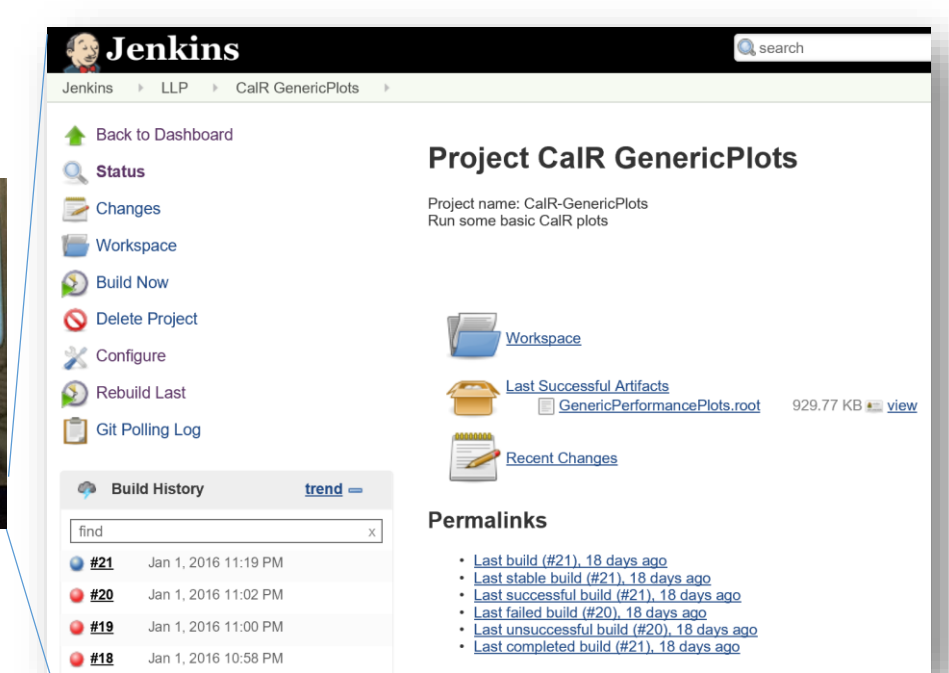 Jenkins
search
Jenkins LLP CalR GenericPlots
Back to Dashboard
Status
Changes
Workspace
Build Now
Delete Project
Configure
Rebuild Last
Git Polling Log
Build History trend
find x
#21 Jan 1, 2016 11:19 PM
#20 Jan 1, 2016 11:02 PM
#19 Jan 1, 2016 11:00 PM
#18 Jan 1, 2016 10:58 PM
Project CalR GenericPlots
Project name: CalR-GenericPlots
Run some basic CalR plots
Workspace
Last Successful Artifacts
GenericPerformancePlots.root 929.77 KB view
Recent Changes
Permalinks
• Last build (#21), 18 days ago
• Last stable build (#21), 18 days ago
• Last successful build (#21), 18 days ago
• Last failed build (#20), 18 days ago
• Last unsuccessful build (#20), 18 days ago
• Last completed build (#21), 18 days ago